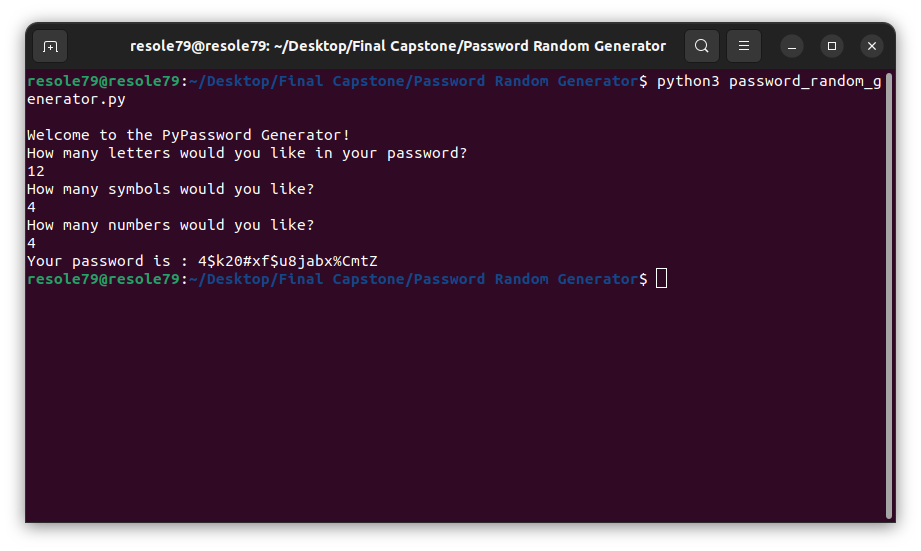 resole79@resole79: ~/Desktop/Final Capstone/Password Random Generator
resole79@resole79:~/Desktop/Final Capstone/Password Random Generator$ python3 password_random_g
enerator.py
Welcome to the PyPassword Generator!
How many letters would you like in your password?
12
How many symbols would you like?
4
How many numbers would you like?
4
Your password is : 4$k20#xf$u8jabx%CmtZ
resole79@resole79:~/Desktop/Final Capstone/Password Random Generator$